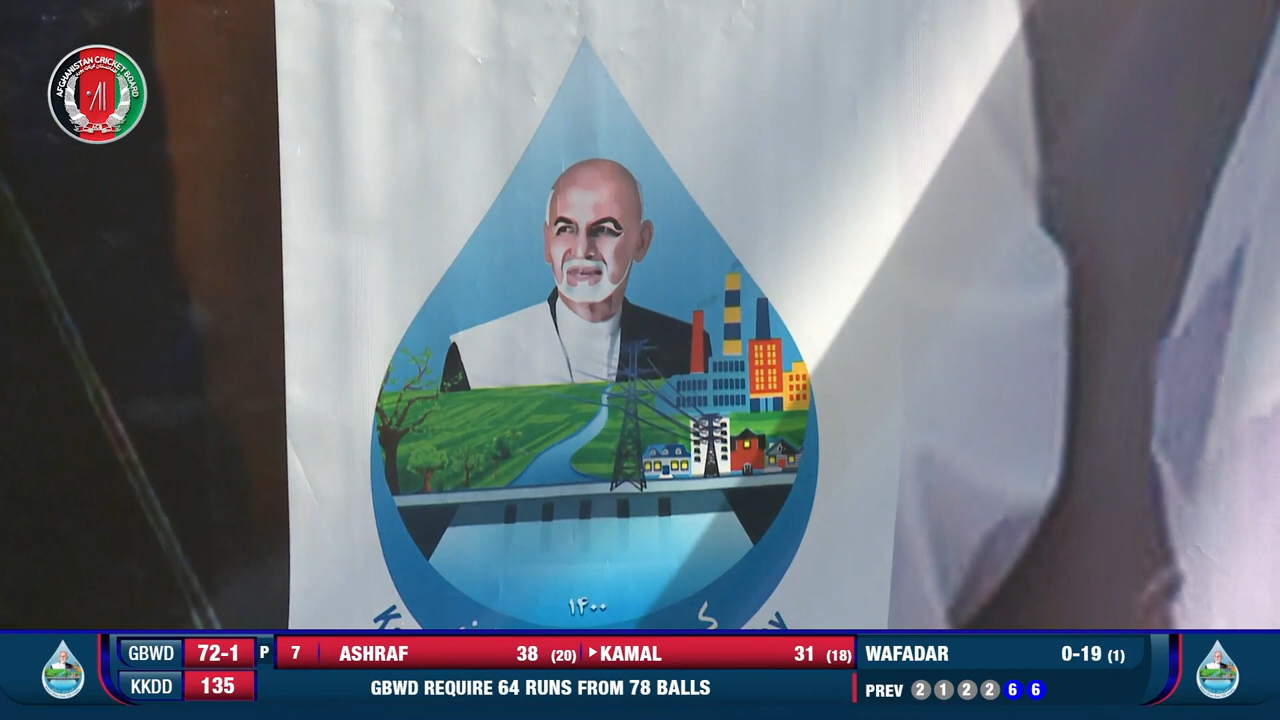 AFGHANISTAN CRICKET BOARD
ACB
۱۴۰۰
GBWD 72-1 P 7 ASHRAF 38 (20) KAMAL 31 (18) WAFADAR 0-19 (1)
KKDD 135 GBWD REQUIRE 64 RUNS FROM 78 BALLS PREV 2 1 2 2 6 6